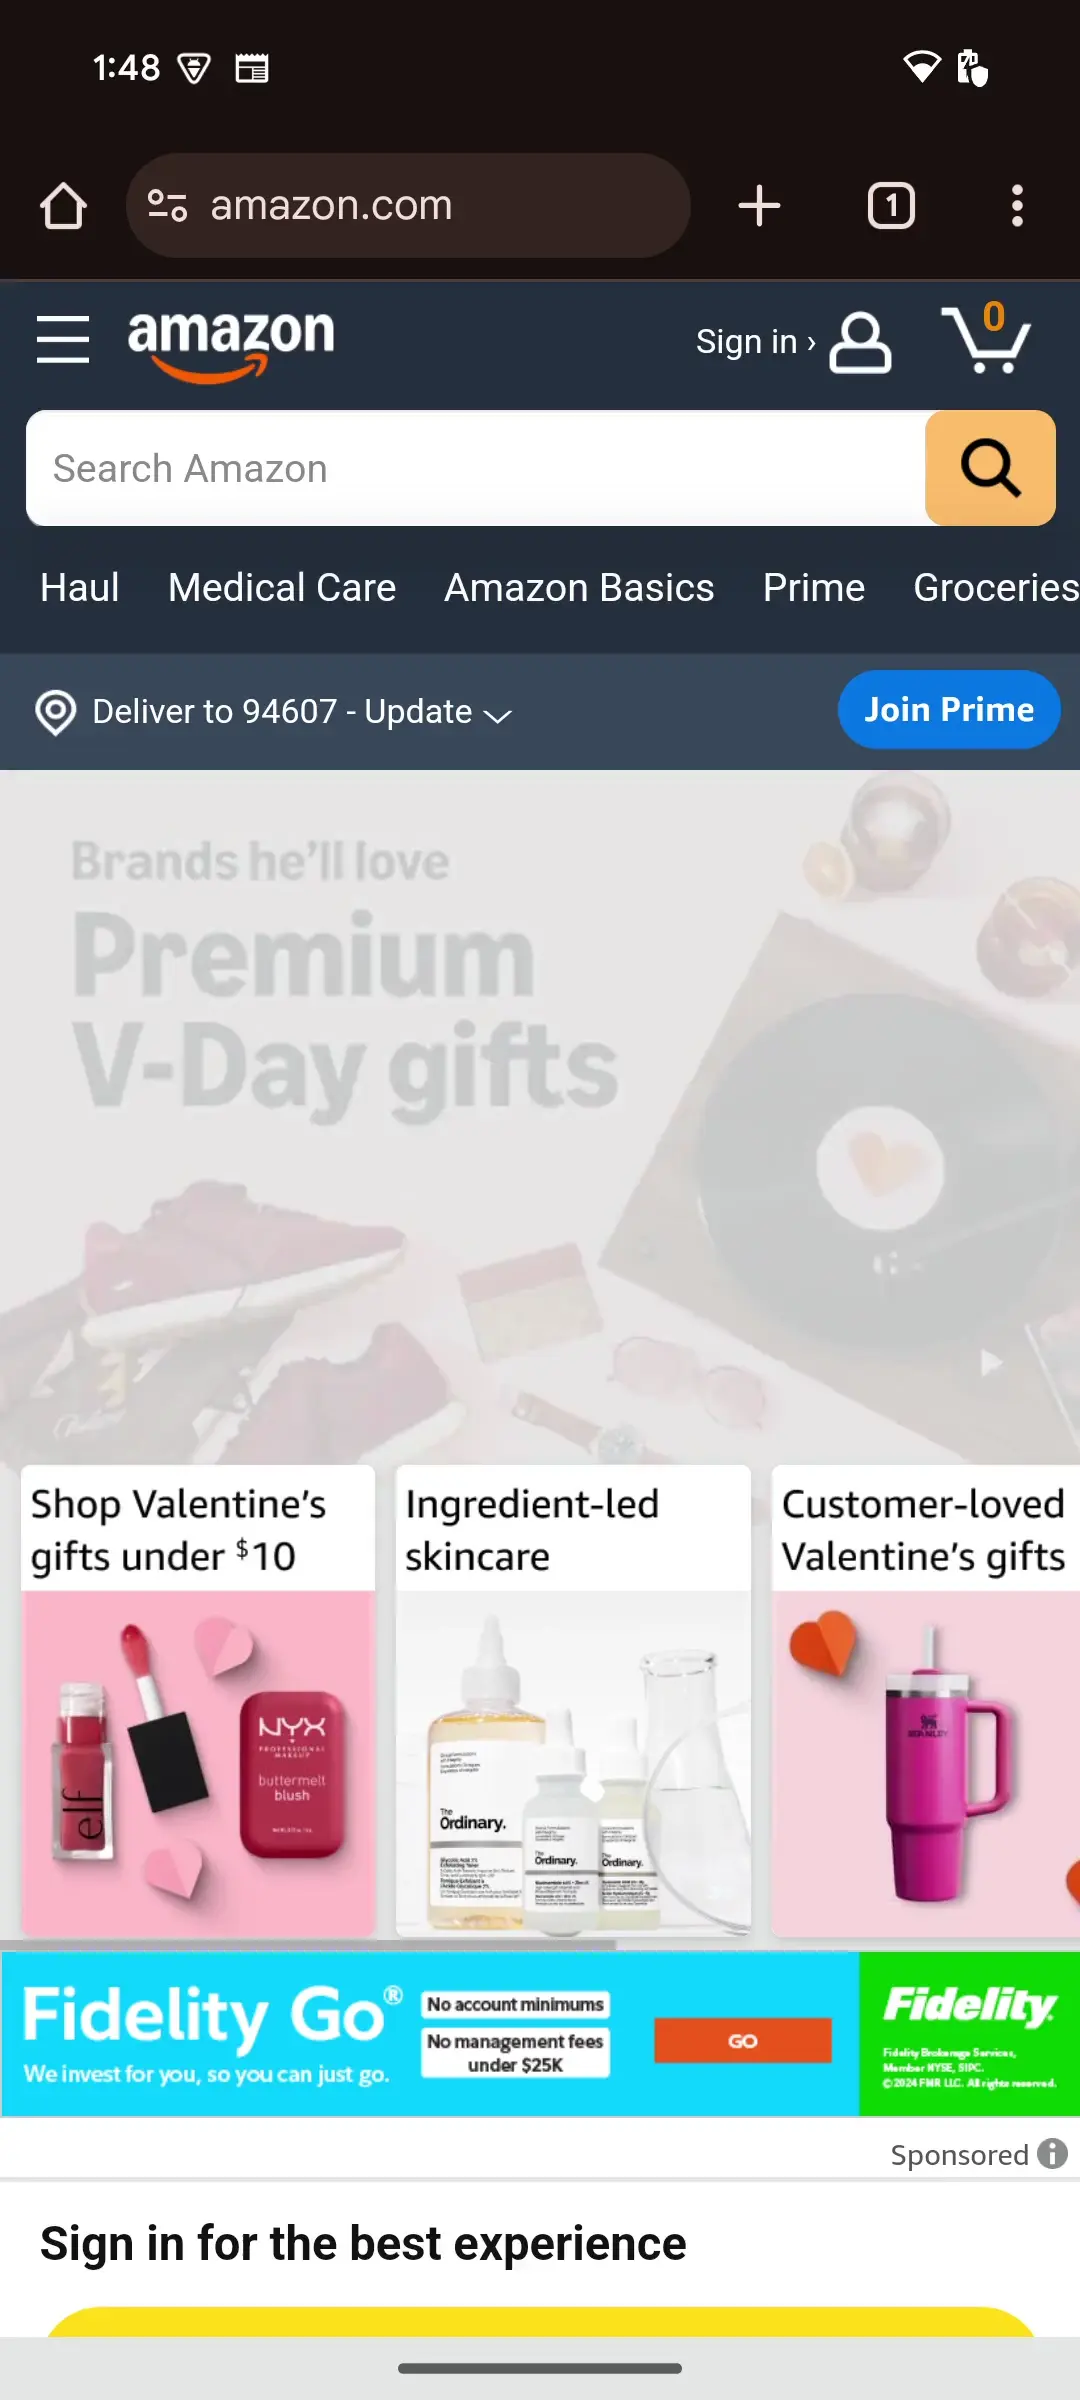 1:48
amazon.com
1
amazon
Sign in ›
0
Search Amazon
Haul Medical Care Amazon Basics Prime Groceries
Deliver to 94607 - Update
Join Prime
Brands he'll love
Premium
V-Day gifts
Shop Valentine's
gifts under $10
elf
NYX
PROFESSIONAL
MAKEUP
buttermelt
blush
Ingredient-led
skincare
The
Ordinary.
The
Ordinary.
The
Ordinary.
Customer-loved
Valentine's gifts
STANLEY
Fidelity Go®
We invest for you, so you can just go.
No account minimums
No management fees
under $25K
GO
Fidelity
Fidelity Brokerage Services,
Member NYSE, SIPC.
©2024 FMR LLC. All rights reserved.
Sponsored
Sign in for the best experience